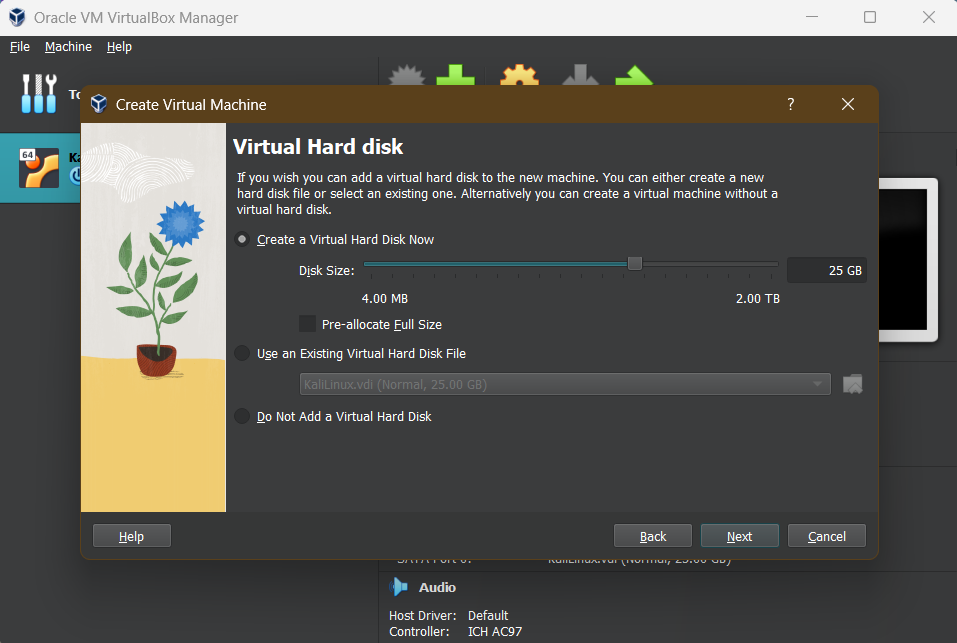 Oracle VM VirtualBox Manager
File Machine Help
Create Virtual Machine
?
64
Virtual Hard disk
If you wish you can add a virtual hard disk to the new machine. You can either create a new
hard disk file or select an existing one. Alternatively you can create a virtual machine without a
virtual hard disk.
Create a Virtual Hard Disk Now
Disk Size:
25 GB
4.00 MB
2.00 TB
Pre-allocate Full Size
Use an Existing Virtual Hard Disk File
KaliLinux.vdi (Normal, 25.00 GB)
Do Not Add a Virtual Hard Disk
Help
Back
Next
Cancel
SATA Port 0: KaliLinux.vdi (Normal, 25.00 GB)
Audio
Host Driver: Default
Controller: ICH AC97